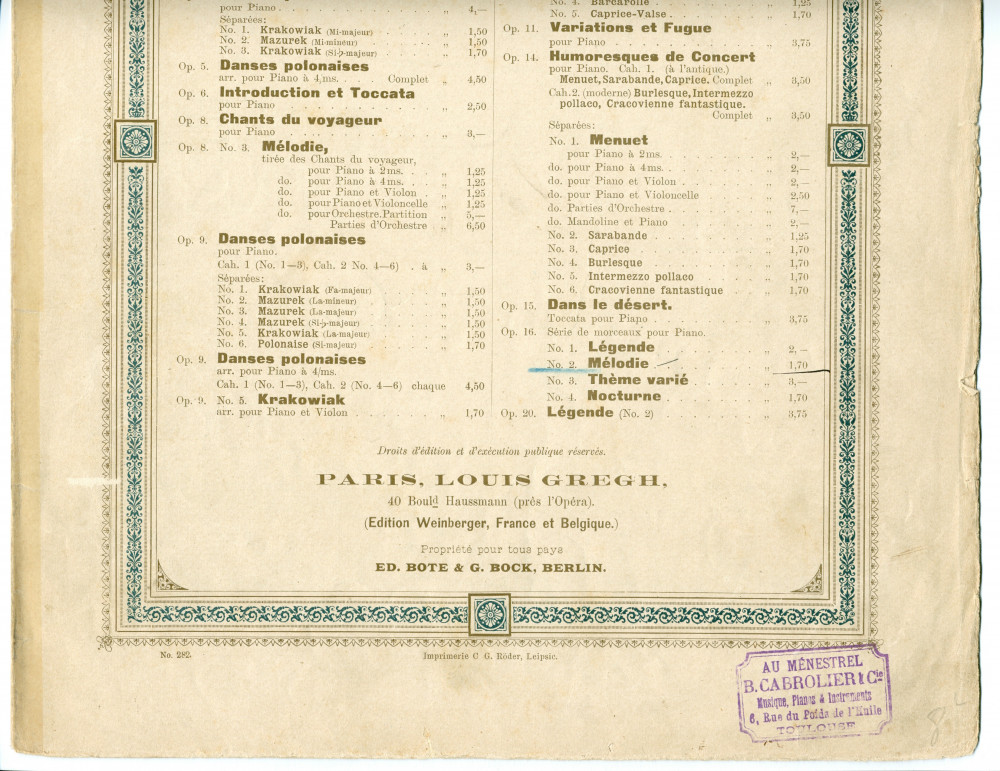 pour Piano . . . „ 4,—
Séparées:
No. 1. Krakowiak (Mi-majeur) . . . „ 1,50
No. 2. Mazurek (Mi-mineur) . . . „ 1,50
No. 3. Krakowiak (Si-♭-majeur) . . . „ 1,70
Op. 5. Danses polonaises
arr. pour Piano à 4/ms. . . . Complet „ 4,50
Op. 6. Introduction et Toccata
pour Piano . . . „ 2,50
Op. 8. Chants du voyageur
pour Piano . . . „ 3,—
Op. 8. No. 3. Mélodie,
tirée des Chants du voyageur,
pour Piano à 2 ms. . . „ 1,25
do. pour Piano à 4 ms. . . „ 1,25
do. pour Piano et Violon . „ 1,25
do. pour Piano et Violoncelle „ 1,25
do. pour Orchestre. Partition „ 5,—
Parties d'Orchestre „ 6,50
Op. 9. Danses polonaises
pour Piano.
Cah. 1 (No. 1—3), Cah. 2 No. 4—6) . à „ 3,—
Séparées:
No. 1. Krakowiak (Fa-majeur) . . . „ 1,50
No. 2. Mazurek (La-mineur) . . . „ 1,50
No. 3. Mazurek (La-majeur) . . . „ 1,50
No. 4. Mazurek (Si-♭-majeur) . . . „ 1,50
No. 5. Krakowiak (La-majeur) . . . „ 1,50
No. 6. Polonaise (Si-majeur) . . . „ 1,70
Op. 9. Danses polonaises
arr. pour Piano à 4/ms.
Cah. 1 (No. 1—3), Cah. 2 (No. 4—6) chaque 4,50
Op. 9. No. 5. Krakowiak
arr. pour Piano et Violon . . . „ 1,70
No. 4. Barcarolle . . . „ 1,25
No. 5. Caprice-Valse . . . „ 1,70
Op. 11. Variations et Fugue
pour Piano . . . „ 3,75
Op. 14. Humoresques de Concert
pour Piano. Cah. 1. (à l'antique.)
Menuet, Sarabande, Caprice. Complet „ 3,50
Cah. 2. (moderne) Burlesque, Intermezzo
pollaco, Cracovienne fantastique.
Complet „ 3,50
Séparées:
No. 1. Menuet
pour Piano à 2 ms. . . . „ 2,—
do. pour Piano à 4 ms. . . . „ 2,—
do. pour Piano et Violon . . . „ 2,—
do. pour Piano et Violoncelle . . . 2,50
do. Parties d'Orchestre . . . „ 7,—
do. Mandoline et Piano . . . „ 2,—
No. 2. Sarabande . . . „ 1,25
No. 3. Caprice . . . „ 1,70
No. 4. Burlesque . . . „ 1,70
No. 5. Intermezzo pollaco . . . „ 1,70
No. 6. Cracovienne fantastique . . . „ 1,70
Op. 15. Dans le désert.
Toccata pour Piano . . . „ 3,75
Op. 16. Série de morceaux pour Piano.
No. 1. Légende . . . „ 2,—
No. 2. Mélodie . . . „ 1,70
No. 3. Thème varié . . . „ 3,—
No. 4. Nocturne . . . „ 1,70
Op. 20. Légende (No. 2) . . . „ 3,75
Droits d'édition et d'exécution publique réservés.
PARIS, LOUIS GREGH,
40 Bould Haussmann (près l'Opéra).
(Edition Weinberger, France et Belgique.)
Propriété pour tous pays
ED. BOTE & G. BOCK, BERLIN.
No. 282.
Imprimerie C. G. Röder, Leipsic.
AU MÉNESTREL
B. CABROLIER & Cie
Musique, Pianos & Instruments
6, Rue du Poids de l'Huile
TOULOUSE